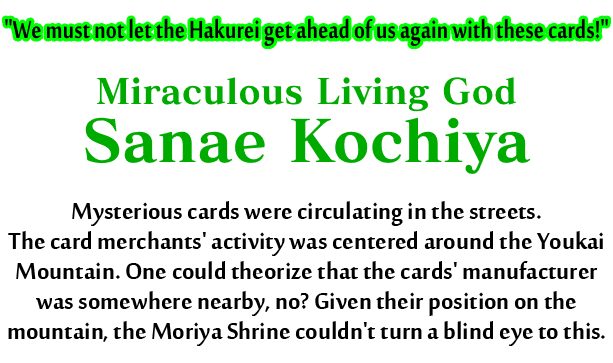 "We must not let the Hakurei get ahead of us again with these cards!"
Miraculous Living God
Sanae Kochiya
Mysterious cards were circulating in the streets.
The card merchants' activity was centered around the Youkai
Mountain. One could theorize that the cards' manufacturer
was somewhere nearby, no? Given their position on the
mountain, the Moriya Shrine couldn't turn a blind eye to this.